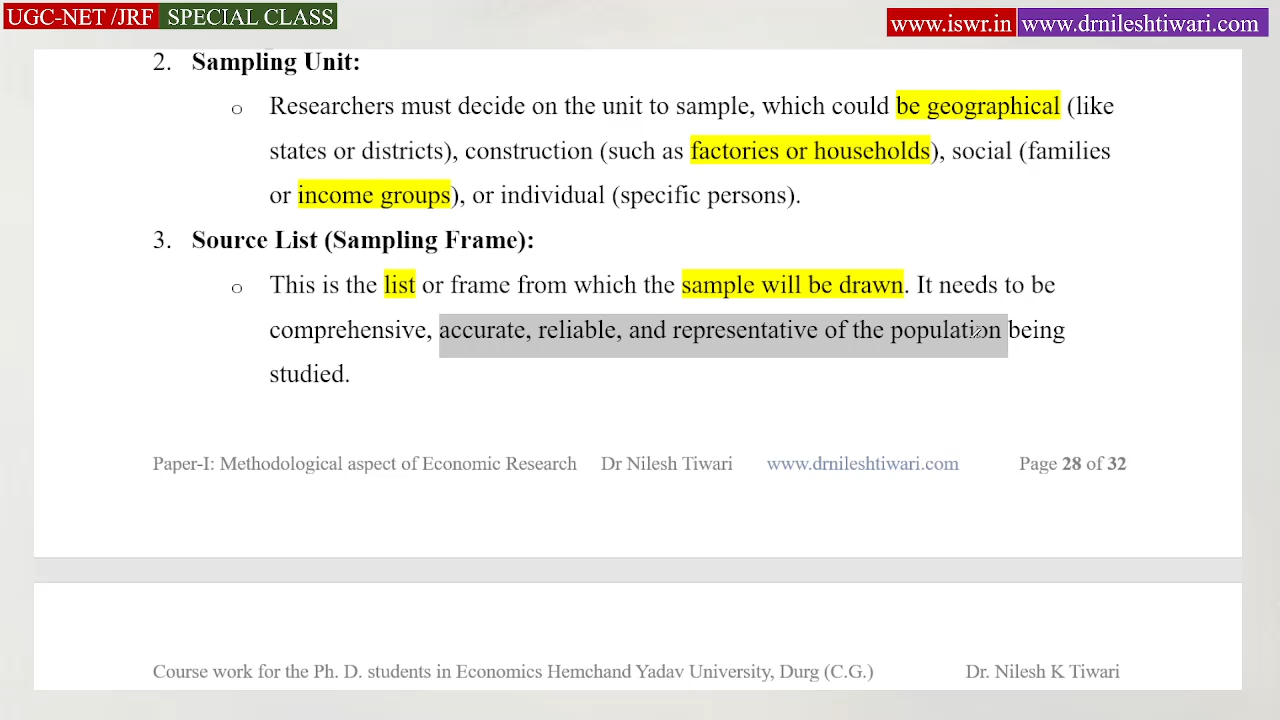 UGC-NET /JRF SPECIAL CLASS
www.iswr.in www.drnileshtiwari.com
2. Sampling Unit:
o Researchers must decide on the unit to sample, which could be geographical (like
states or districts), construction (such as factories or households), social (families
or income groups), or individual (specific persons).
3. Source List (Sampling Frame):
o This is the list or frame from which the sample will be drawn. It needs to be
comprehensive, accurate, reliable, and representative of the population being
studied.
Paper-I: Methodological aspect of Economic Research Dr Nilesh Tiwari www.drnileshtiwari.com Page 28 of 32
Course work for the Ph. D. students in Economics Hemchand Yadav University, Durg (C.G.) Dr. Nilesh K Tiwari